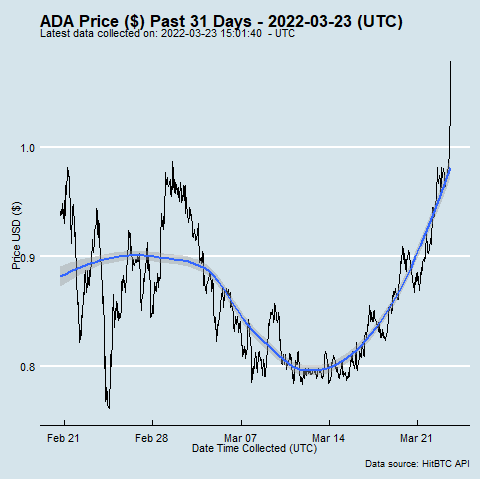 ADA Price ($) Past 31 Days - 2022-03-23 (UTC)
Latest data collected on: 2022-03-23 15:01:40 - UTC
1.0
0.9
0.8
Price USD ($)
Feb 21 Feb 28 Mar 07 Mar 14 Mar 21
Date Time Collected (UTC)
Data source: HitBTC API